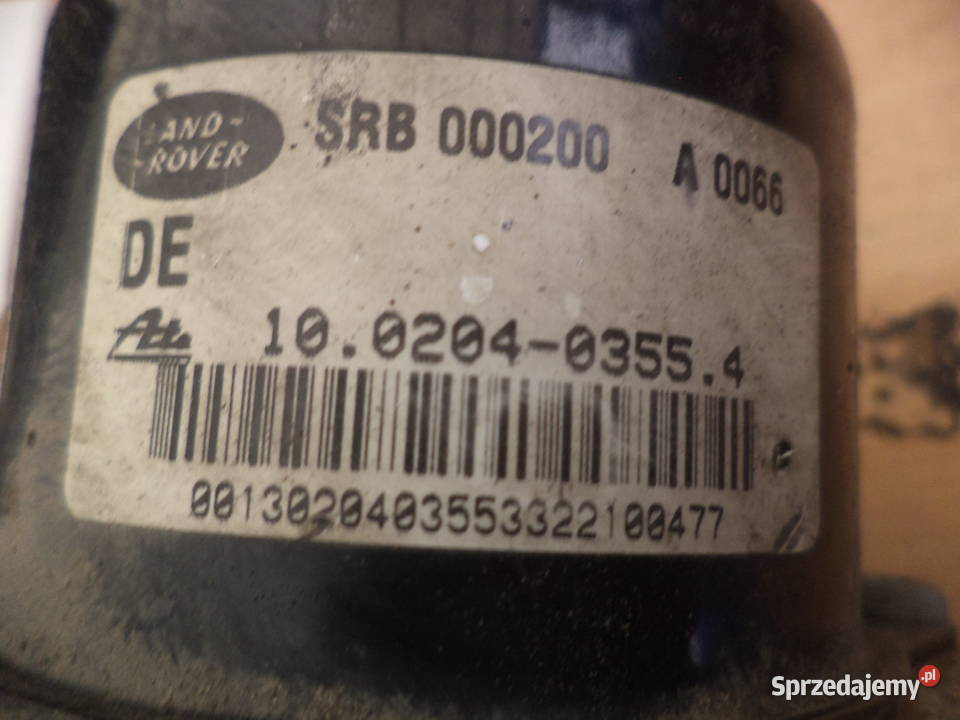 LAND-
-ROVER
SRB 000200 A 0066
DE
Ate 10.0204-0355.4
0013020403553322100477
Sprzedajemy.pl